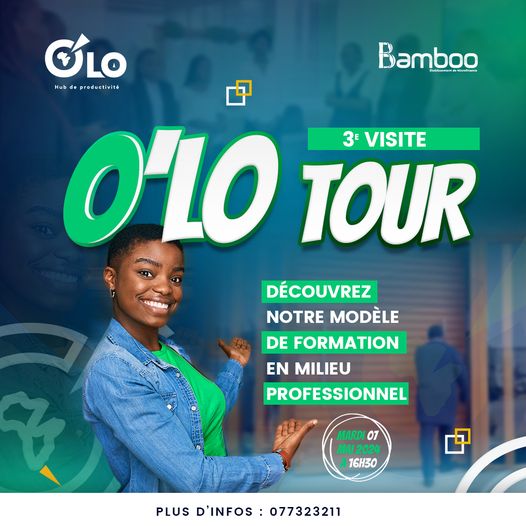 O'LO
Hub de productivité
Bamboo
Etablissement de Microfinance
3E VISITE
O'LO TOUR
DÉCOUVREZ
NOTRE MODÈLE
DE FORMATION
EN MILIEU
PROFESSIONNEL
MARDI 07
MAI 2024
À 16H30
PLUS D'INFOS : 077323211